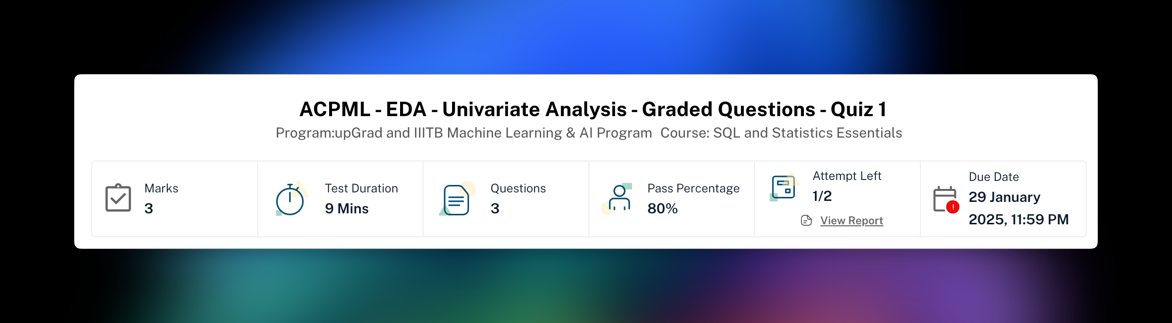 ACPML - EDA - Univariate Analysis - Graded Questions - Quiz 1
Program:upGrad and IIITB Machine Learning & AI Program  Course: SQL and Statistics Essentials
Marks
3
Test Duration
9 Mins
Questions
3
Pass Percentage
80%
Attempt Left
1/2
View Report
Due Date
29 January
2025, 11:59 PM